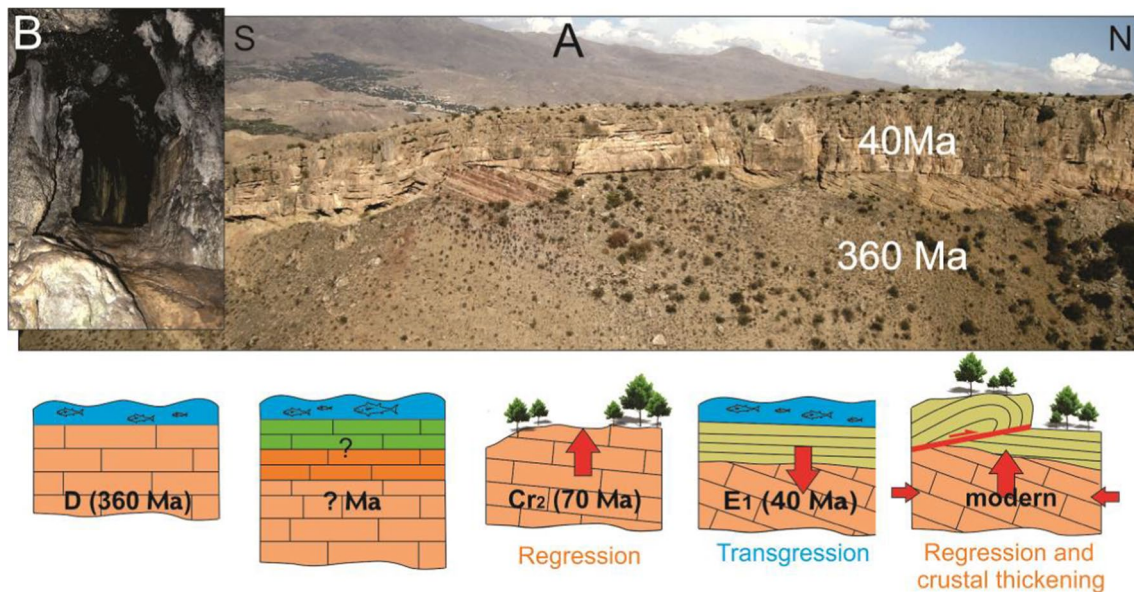 B
S
A
N
40Ma
360 Ma
D (360 Ma)
?
? Ma
Cr2 (70 Ma)
E1 (40 Ma)
modern
Regression
Transgression
Regression and
crustal thickening